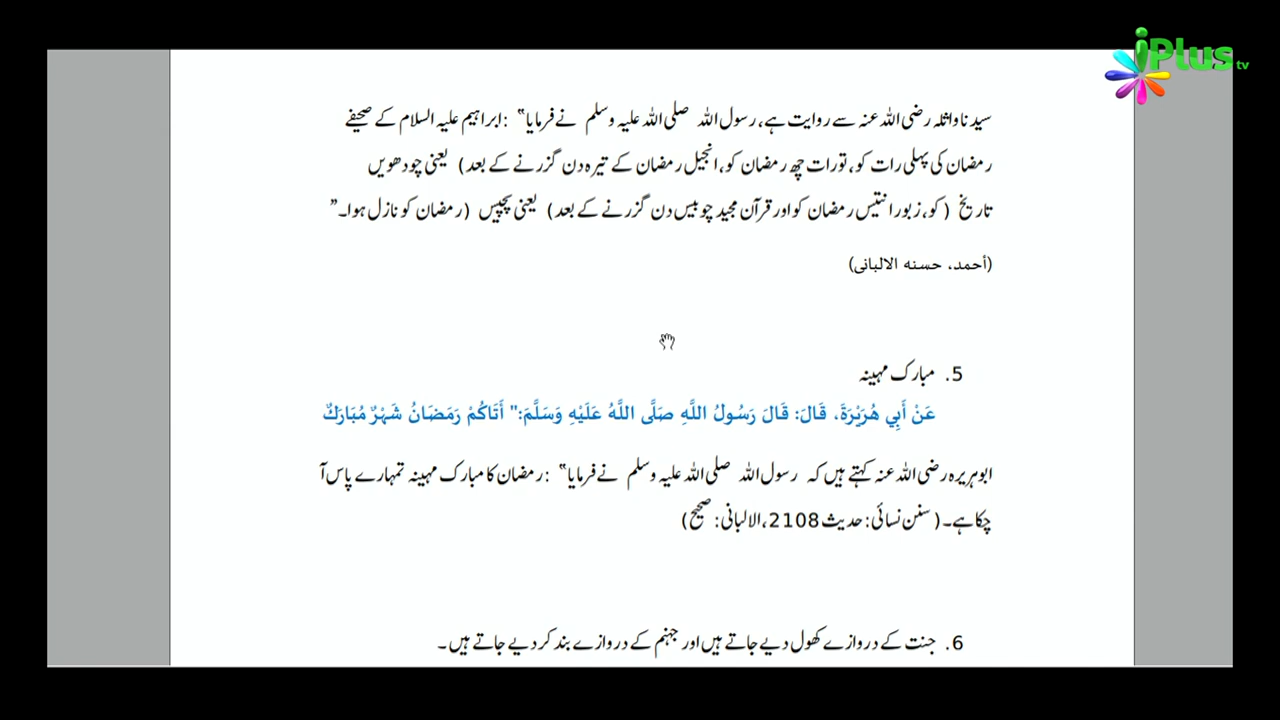 iPlus tv
سیدنا واثلہ رضی اللہ عنہ سے روایت ہے، رسول اللہ صلی اللہ علیہ وسلم نے فرمایا" :ابراہیم علیہ السلام کے صحیفے
رمضان کی پہلی رات کو، تورات چھ رمضان کو، انجیل رمضان کے تیرہ دن گزرنے کے بعد) یعنی چودھویں
تاریخ (کو، زبور انتیس رمضان کو اور قرآن مجید چوبیس دن گزرنے کے بعد) یعنی پچیس (رمضان کو نازل ہوا۔"
(أحمد، حسنه الالبانی)
5. مبارک مہینہ
عَنْ أَبِي هُرَيْرَةَ، قَالَ: قَالَ رَسُولُ اللَّهِ صَلَّى اللَّهُ عَلَيْهِ وَسَلَّمَ:" أَتَاكُمْ رَمَضَانُ شَهْرٌ مُبَارَكٌ
ابوہریرہ رضی اللہ عنہ کہتے ہیں کہ رسول اللہ صلی اللہ علیہ وسلم نے فرمایا" :رمضان کا مبارک مہینہ تمہارے پاس آ
چکا ہے۔ (سنن نسائی: حدیث 2108، الالبانی: صحیح)
6. جنت کے دروازے کھول دیے جاتے ہیں اور جہنم کے دروازے بند کر دیے جاتے ہیں۔